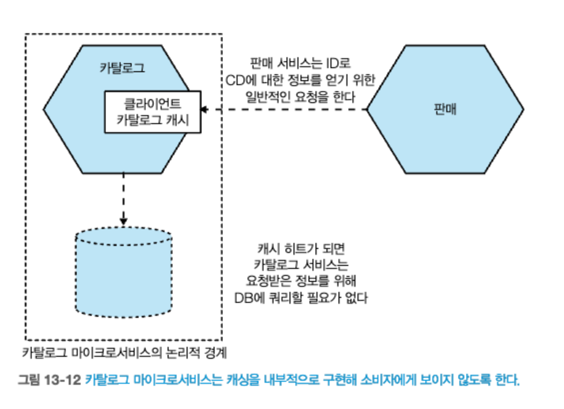 카탈로그
클라이언트
카탈로그 캐시
판매 서비스는 ID로
CD에 대한 정보를 얻기 위한
일반적인 요청을 한다
판매
캐시 히트가 되면
카탈로그 서비스는
요청받은 정보를 위해
DB에 쿼리할 필요가 없다
카탈로그 마이크로서비스의 논리적 경계
그림 13-12 카탈로그 마이크로서비스는 캐싱을 내부적으로 구현해 소비자에게 보이지 않도록 한다.